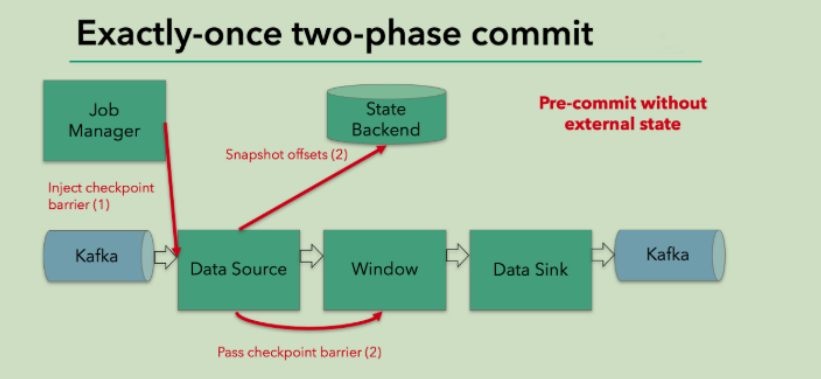 Exactly-once two-phase commit
Job
Manager
State
Backend
Pre-commit without
external state
Snapshot offsets (2)
Inject checkpoint
barrier (1)
Kafka
Data Source
Window
Data Sink
Kafka
Pass checkpoint barrier (2)